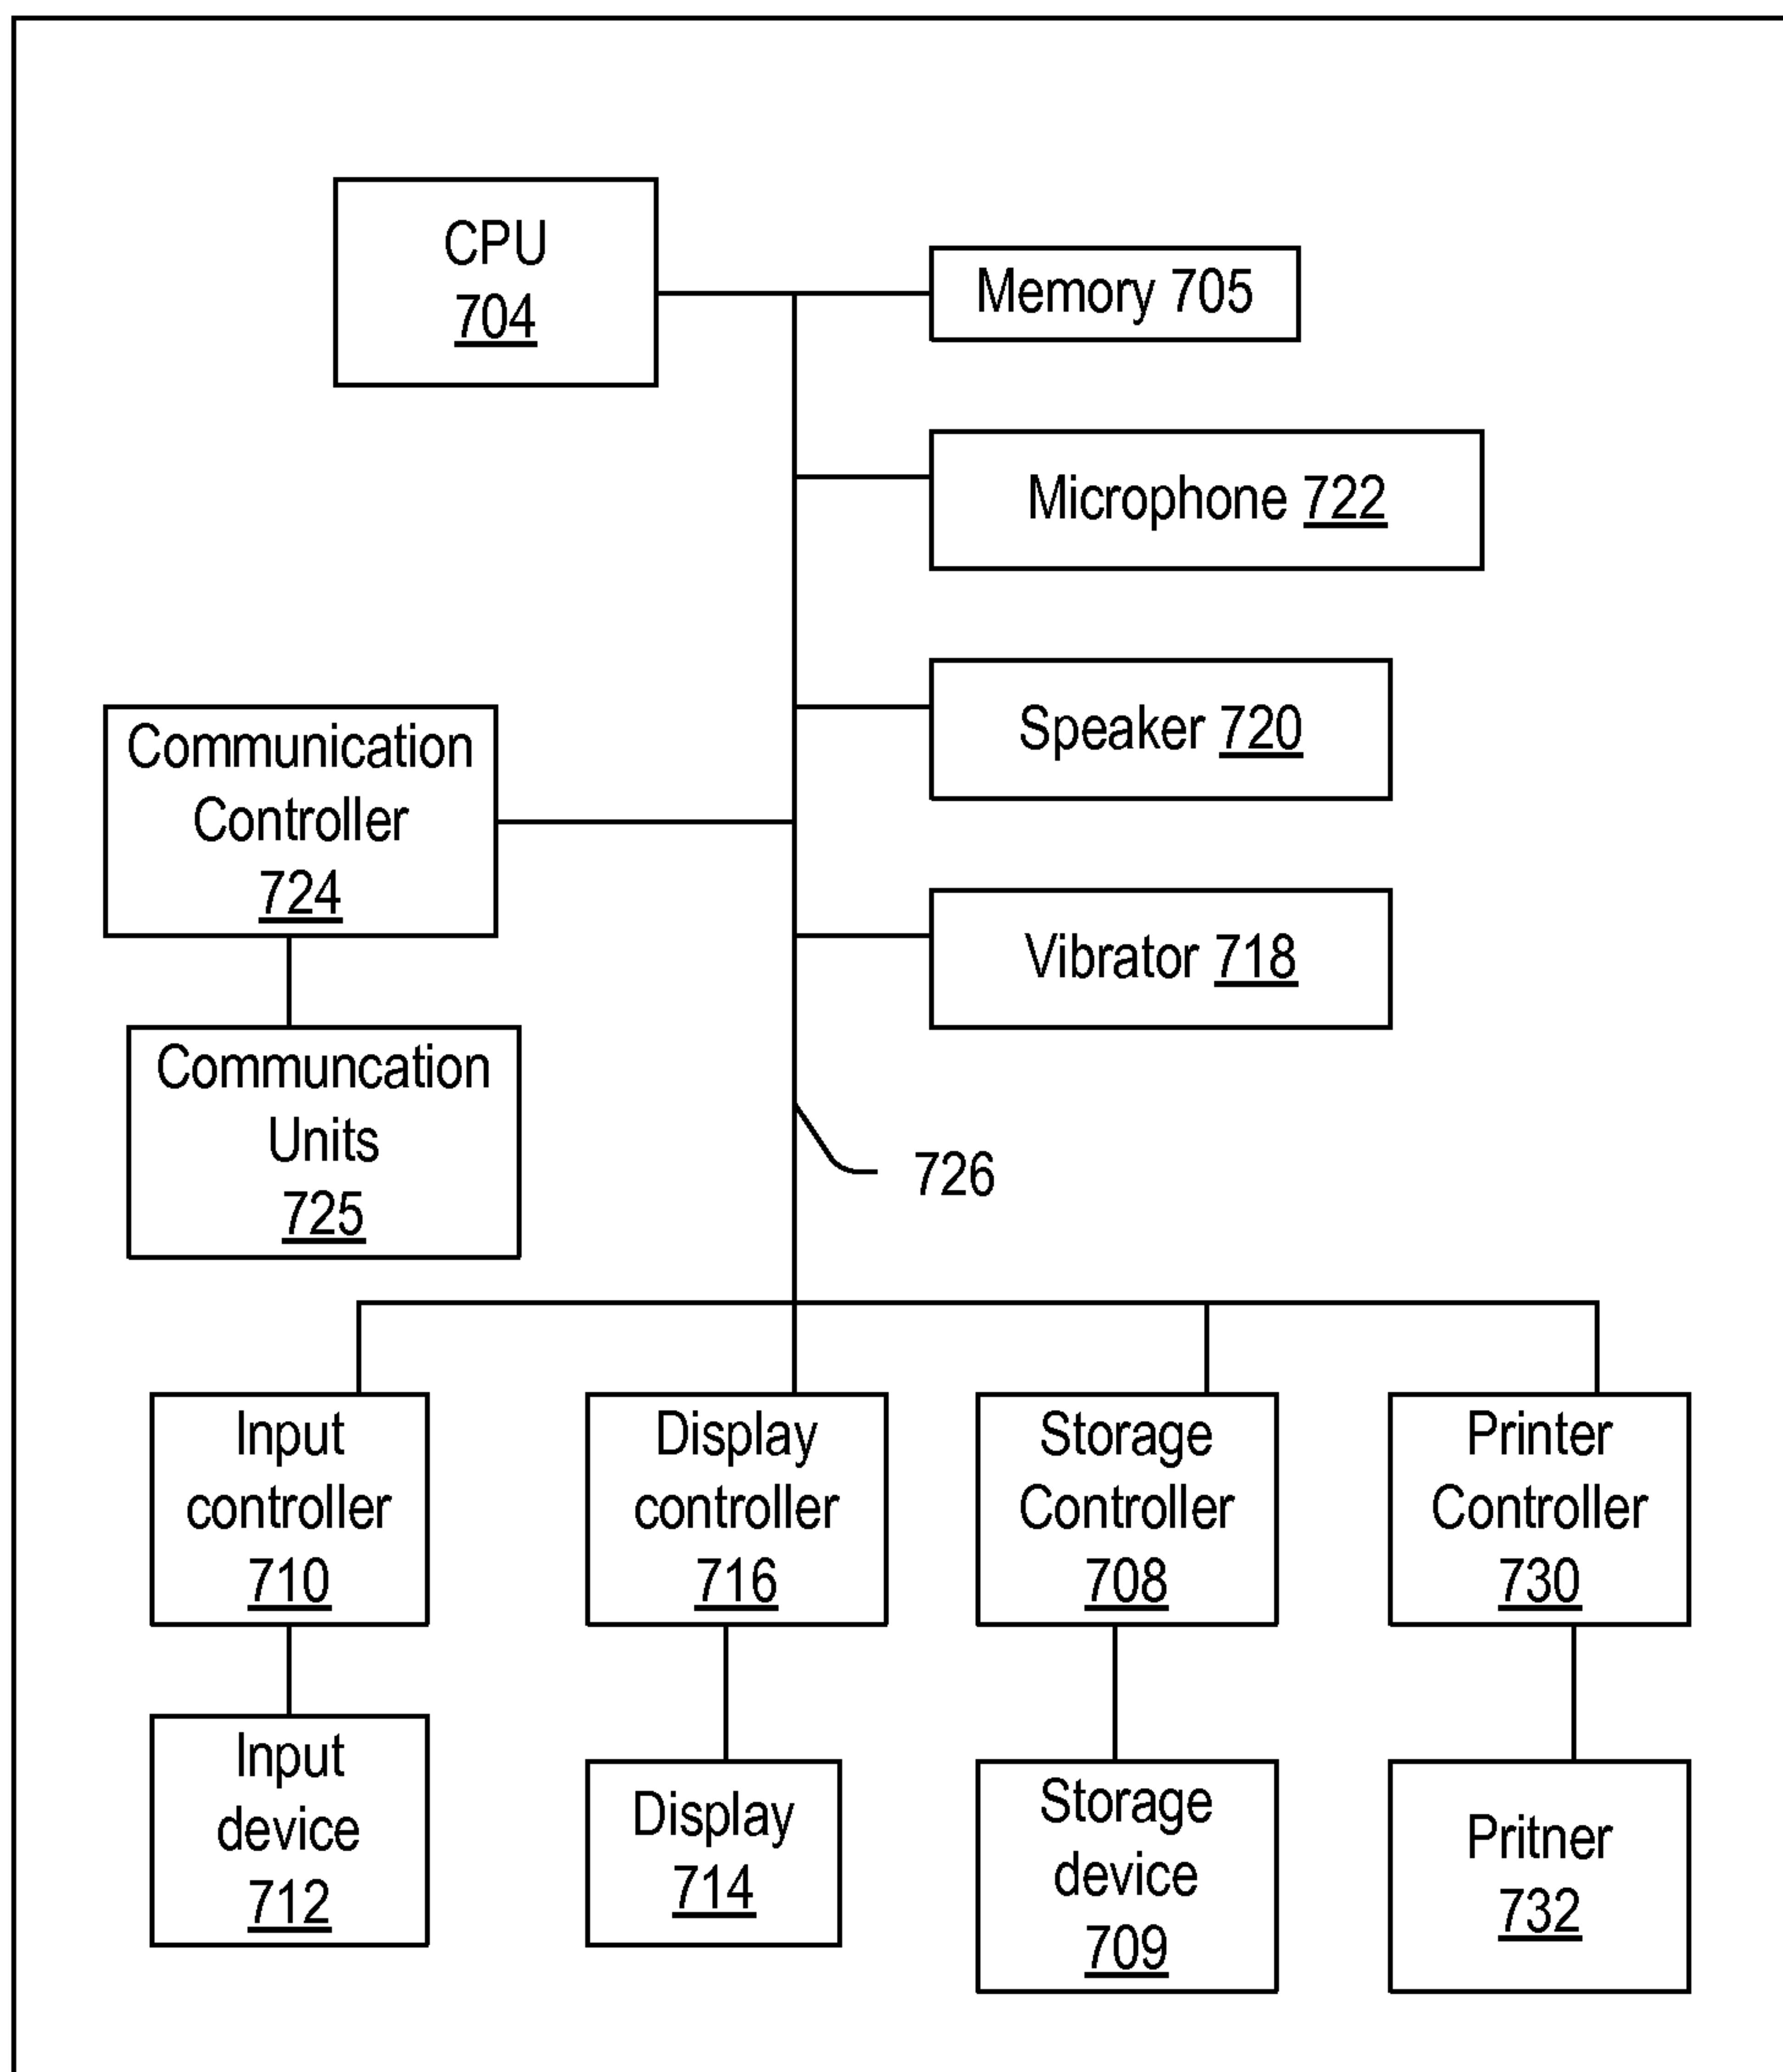 CPU
704
Memory 705
Microphone 722
Speaker 720
Communication
Controller
724
Vibrator 718
Communcation
Units
725
726
Input
controller
710
Display
controller
716
Storage
Controller
708
Printer
Controller
730
Input
device
712
Display
714
Storage
device
709
Pritner
732